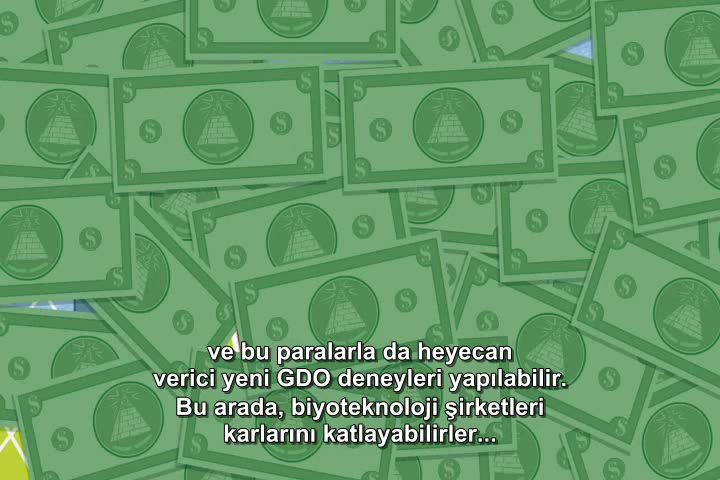 ve bu paralarla da heyecan
verici yeni GDO deneyleri yapılabilir.
Bu arada, biyoteknoloji şirketleri
karlarını katlayabilirler...